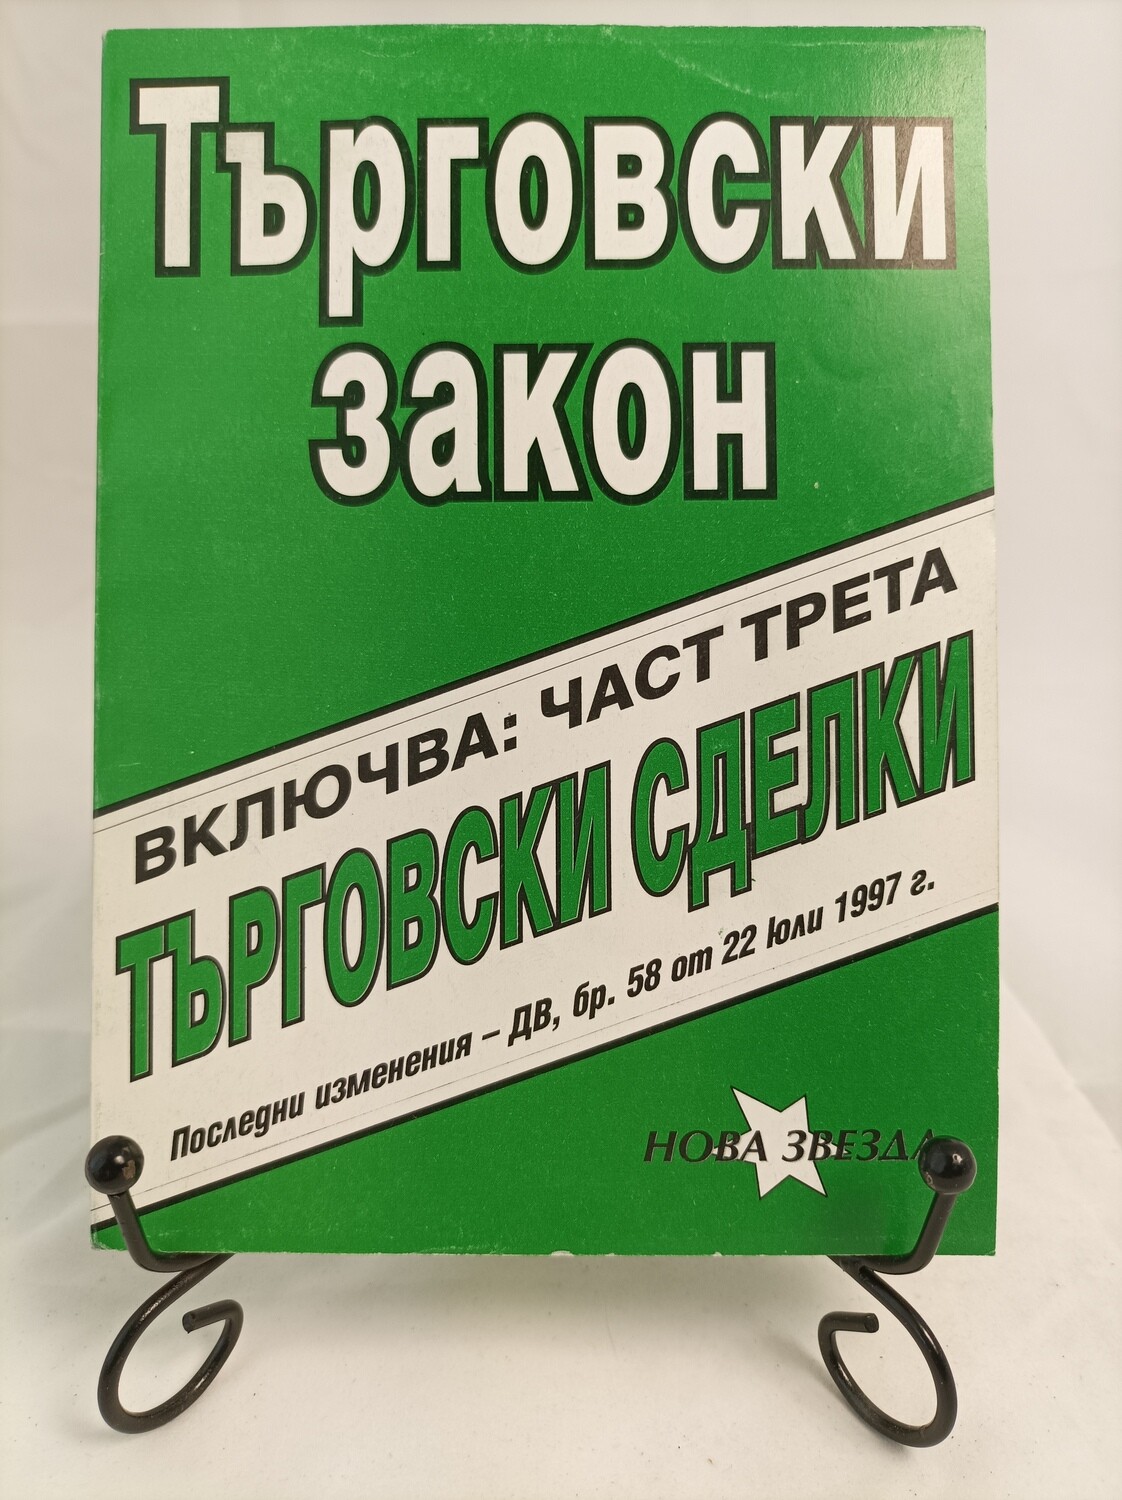 Търговски
закон
ВКЛЮЧВА: ЧАСТ ТРЕТА
ТЪРГОВСКИ СДЕЛКИ
Последни изменения – ДВ, бр. 58 от 22 юли 1997 г.
НОВА ЗВЕЗДА